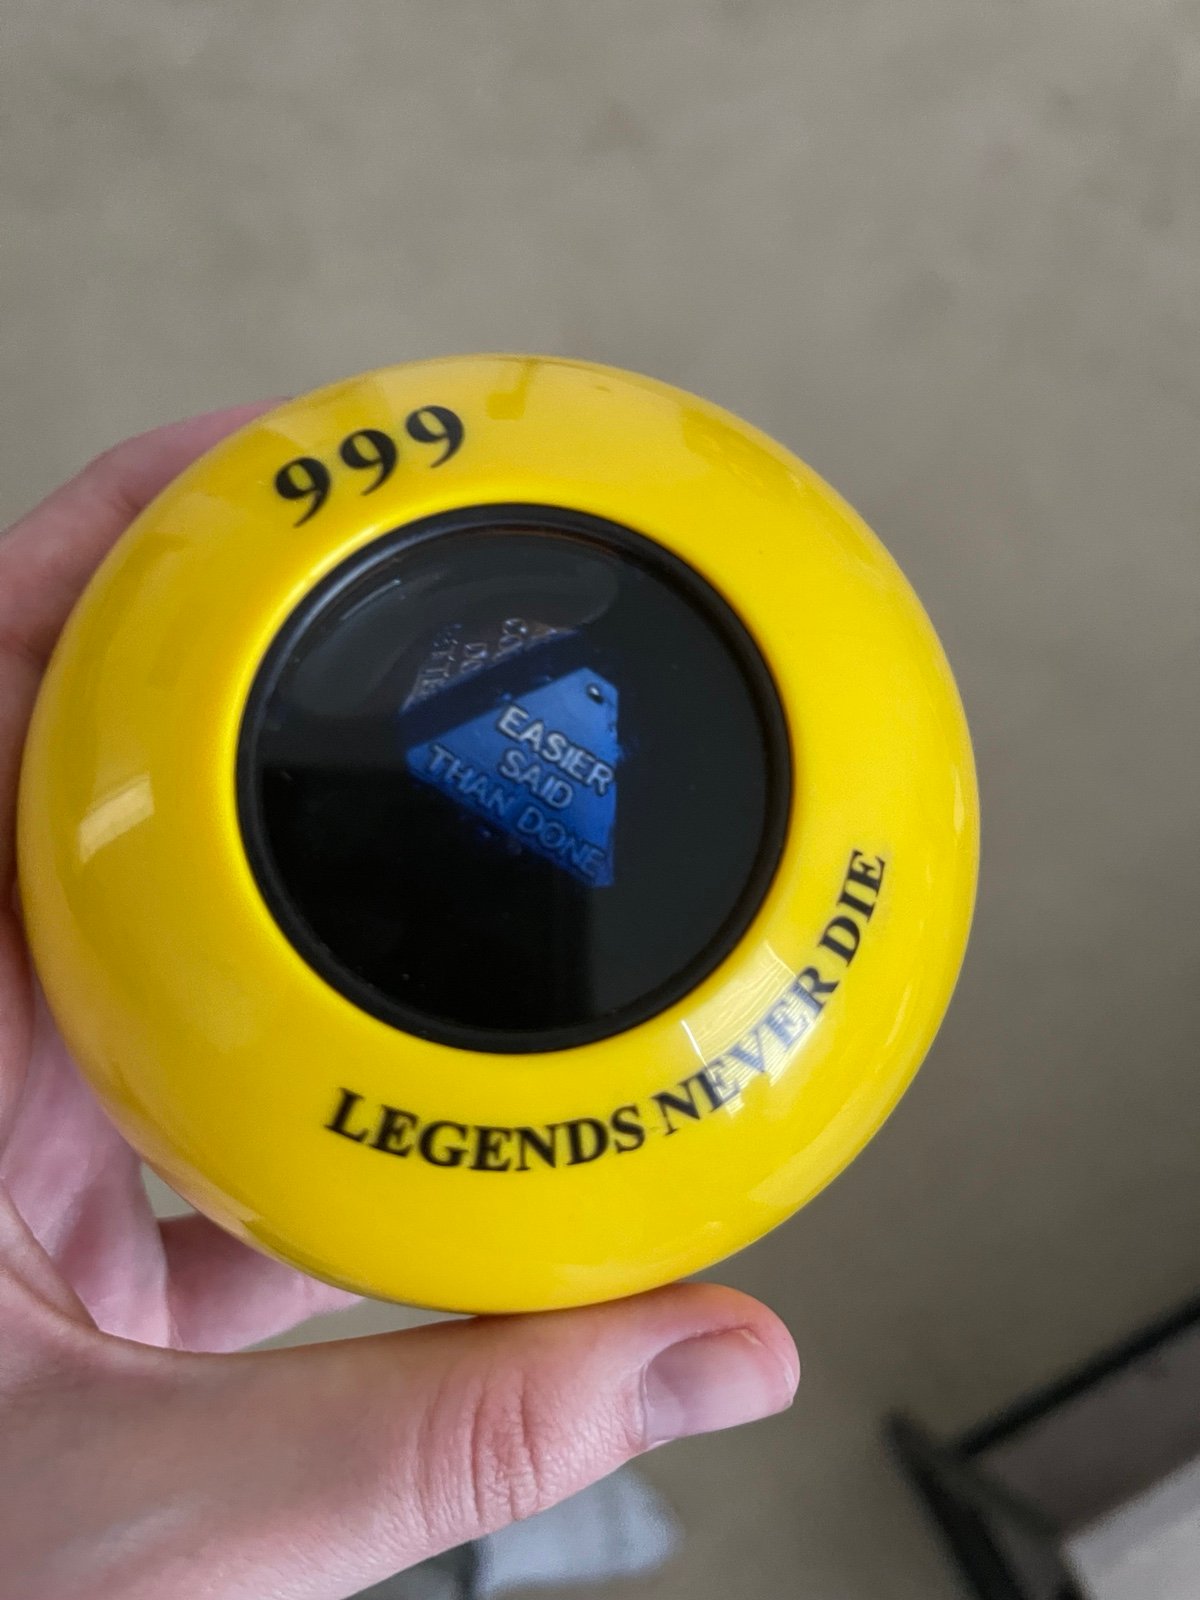 999
EASIER
SAID
THAN DONE
LEGENDS NEVER DIE